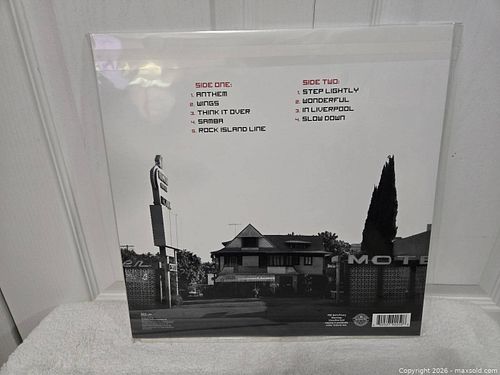 SIDE ONE:
1. ANTHEM
2. WINGS
3. THINK IT OVER
4. SAMBA
5. ROCK ISLAND LINE
SIDE TWO:
1. STEP LIGHTLY
2. WONDERFUL
3. IN LIVERPOOL
4. SLOW DOWN
MOTE
Copyright 2026 - maxsold.com